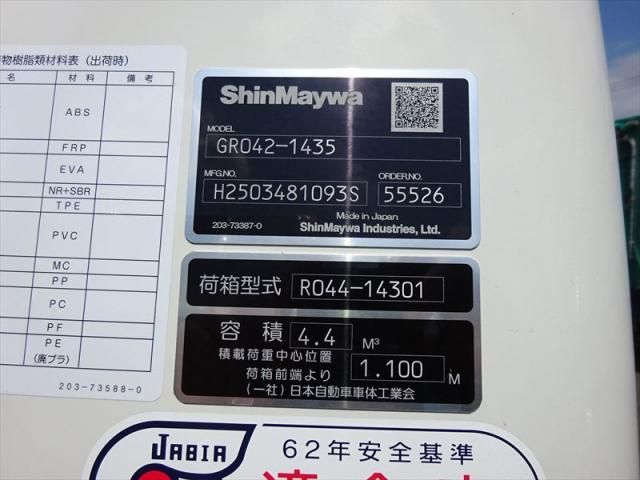 物樹脂類材料表（出荷時）
名 材料 備考
ABS
FRP
EVA
NR+SBR
TPE
PVC
MC
PP
PC
PF
PE
(廃プラ)
203-73588-0
ShinMaywa
MODEL
GR042-1435
MFG.NO. ORDER.NO.
H2503481093S 55526
Made in Japan
203-73387-0 ShinMaywa Industries, Ltd.
荷箱型式 R044-14301
容積 4.4 M³
積載荷重中心位置
荷箱前端より 1.100 M
(一社)日本自動車車体工業会
JABIA 62年安全基準